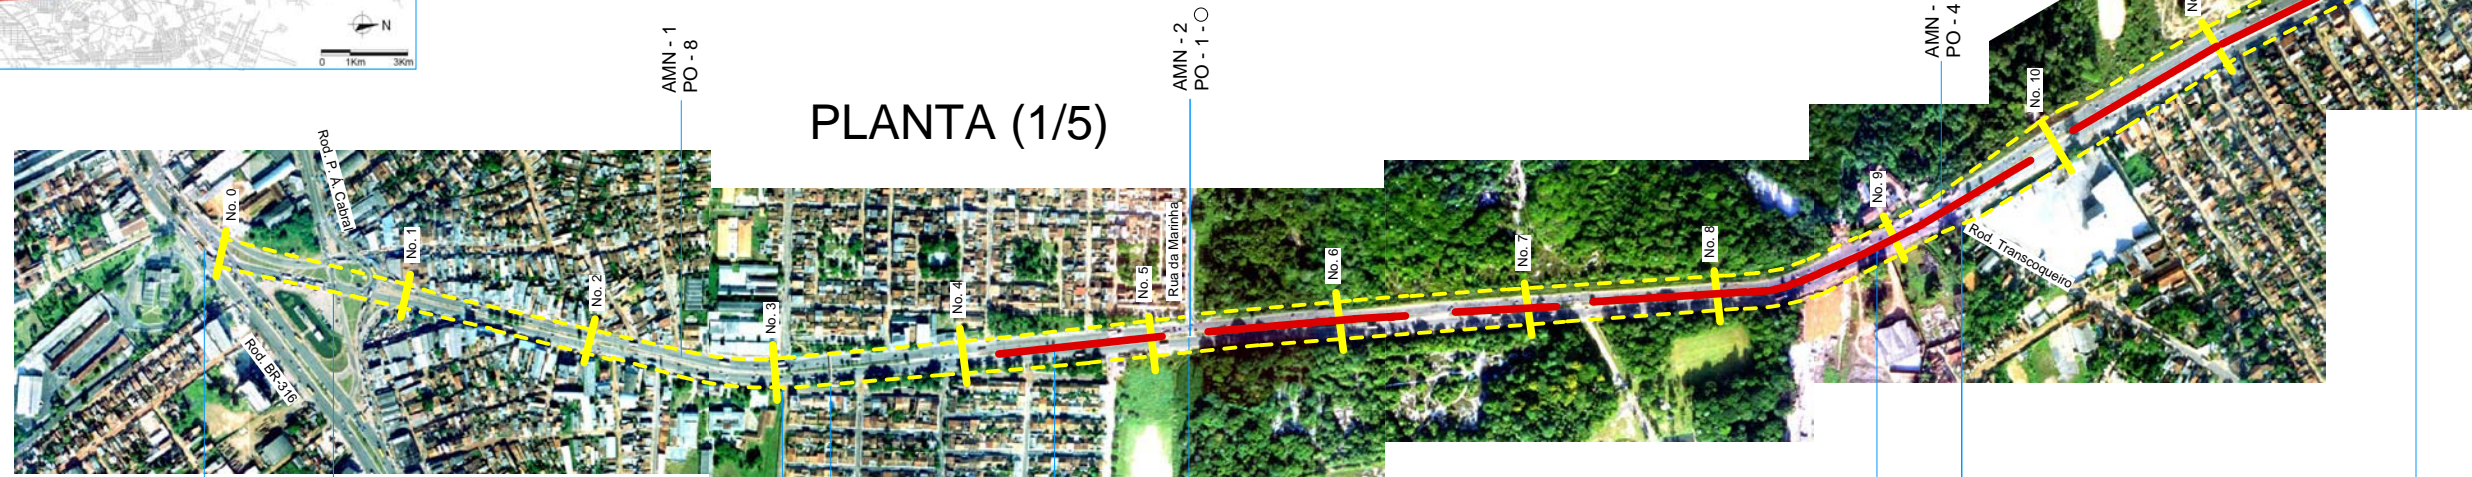 N
0 1Km 3Km
AMN - 1
PO - 8
AMN - 2
PO - 1 - O
AMN -
PO - 4
PLANTA (1/5)
No. 0
Rod. P. Á. Cabral
No. 1
No. 2
No. 3
No. 4
No. 5
Rua da Marinha
No. 6
No. 7
No. 8
No. 9
No. 10
No
Rod. BR-316
Rod. Transcoqueiro